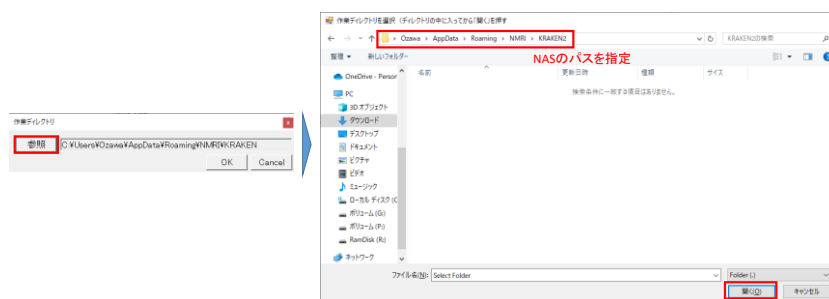 作業ディレクトリを選択 (ディレクトリの中に入ってから「開く」を押す
Ozawa › AppData › Roaming › NMRI › KRAKEN2
KRAKEN2の検索
整理
新しいフォルダー
NASのパスを指定
名前
更新日時
種類
サイズ
検索条件に一致する項目はありません。
OneDrive - Person
PC
3D オブジェクト
ダウンロード
デスクトップ
ドキュメント
ピクチャ
ビデオ
ミュージック
ローカル ディスク (C
ボリューム (G:)
ボリューム (P:)
RamDisk (R:)
ネットワーク
ファイル名(N):
Select Folder
Folder (.)
開く(O)
キャンセル
作業ディレクトリ
参照
C:¥Users¥Ozawa¥AppData¥Roaming¥NMRI¥KRAKEN
OK
Cancel